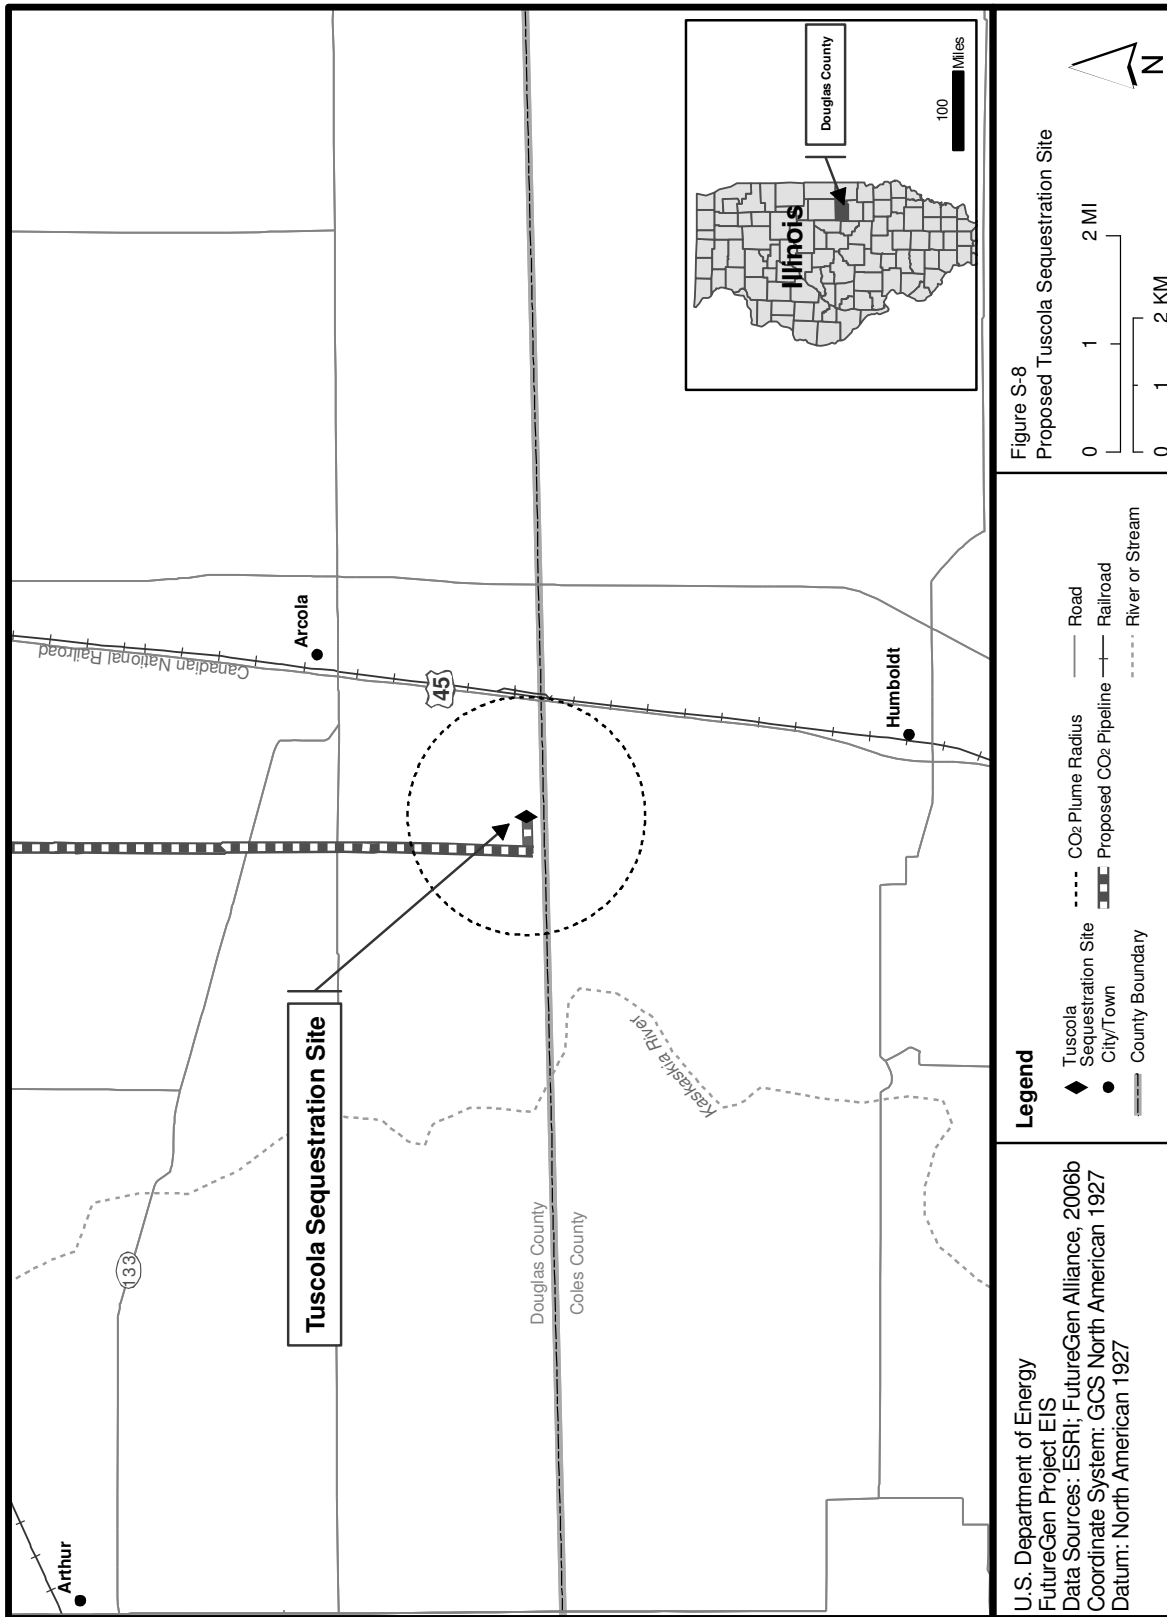 Arthur
133
Tuscola Sequestration Site
Canadian National Railroad
Arcola
45
Douglas County
Coles County
Kaskaskia River
Humboldt
Illinois
Douglas County
100
Miles
U.S. Department of Energy
FutureGen Project EIS
Data Sources: ESRI; FutureGen Alliance, 2006b
Coordinate System: GCS North American 1927
Datum: North American 1927
Legend
Tuscola
Sequestration Site
City/Town
County Boundary
CO2 Plume Radius
Proposed CO2 Pipeline
Road
Railroad
River or Stream
Figure S-8
Proposed Tuscola Sequestration Site
0 1 2 MI
0 1 2 KM
N